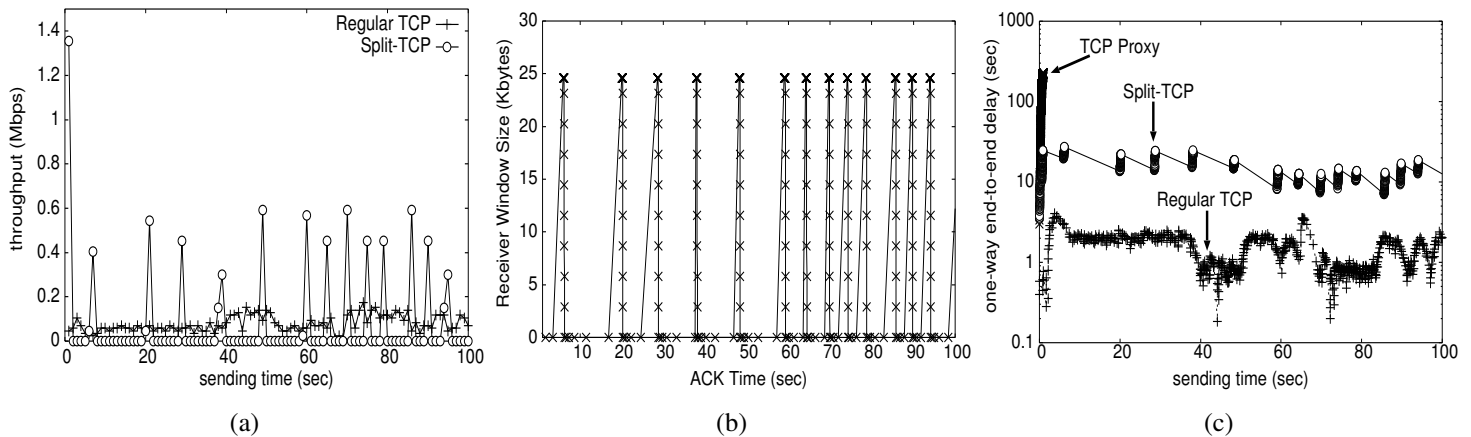 throughput (Mbps)
1.4
1.2
1
0.8
0.6
0.4
0.2
0
Regular TCP
Split-TCP
0 20 40 60 80 100
sending time (sec)
(a)
Receiver Window Size (Kbytes)
30
25
20
15
10
5
0
10 20 30 40 50 60 70 80 90 100
ACK Time (sec)
(b)
one-way end-to-end delay (sec)
1000
100
10
1
0.1
TCP Proxy
Split-TCP
Regular TCP
0 20 40 60 80 100
sending time (sec)
(c)